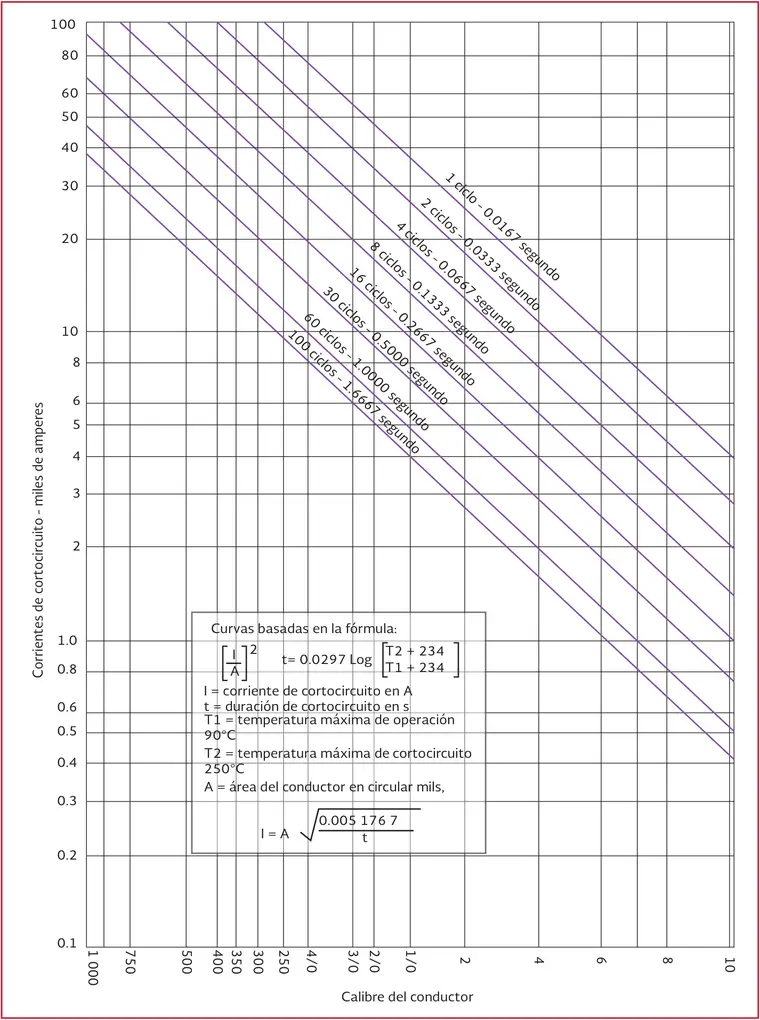 100
80
60
50
40
30
20
10
8
6
5
4
3
2
1.0
0.8
0.6
0.5
0.4
0.3
0.2
0.1
Corrientes de cortocircuito - miles de amperes
1 ciclo - 0.0167 segundo
2 ciclos - 0.0333 segundo
4 ciclos - 0.0667 segundo
8 ciclos - 0.1333 segundo
16 ciclos - 0.2667 segundo
30 ciclos - 0.5000 segundo
60 ciclos - 1.0000 segundo
100 ciclos - 1.6667 segundo
Curvas basadas en la fórmula:
[I/A]² t= 0.0297 Log [T2 + 234 / T1 + 234]
I = corriente de cortocircuito en A
t = duración de cortocircuito en s
T1 = temperatura máxima de operación
90°C
T2 = temperatura máxima de cortocircuito
250°C
A = área del conductor en circular mils,
I = A √(0.005 176 7 / t)
1 000
750
500
400
350
300
250
4/0
3/0
2/0
1/0
2
4
6
8
10
Calibre del conductor